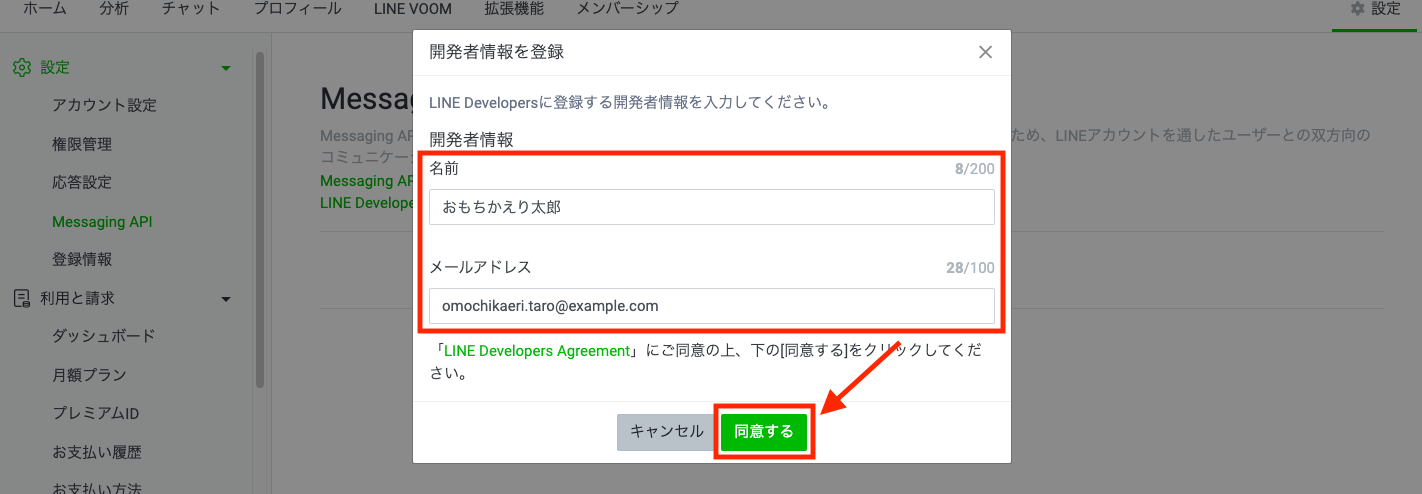 ホーム 分析 チャット プロフィール LINE VOOM 拡張機能 メンバーシップ 設定
設定
アカウント設定
権限管理
応答設定
Messaging API
登録情報
利用と請求
ダッシュボード
月額プラン
プレミアムID
お支払い履歴
お支払い方法
Messag
Messaging AP
ため、LINEアカウントを通したユーザーとの双方向の
コミュニケーシ
Messaging AP
LINE Develope
開発者情報を登録
LINE Developersに登録する開発者情報を入力してください。
開発者情報
名前 8/200
おもちかえり太郎
メールアドレス 28/100
omochikaeri.taro@example.com
「LINE Developers Agreement」にご同意の上、下の[同意する]をクリックしてくだ
さい。
キャンセル 同意する